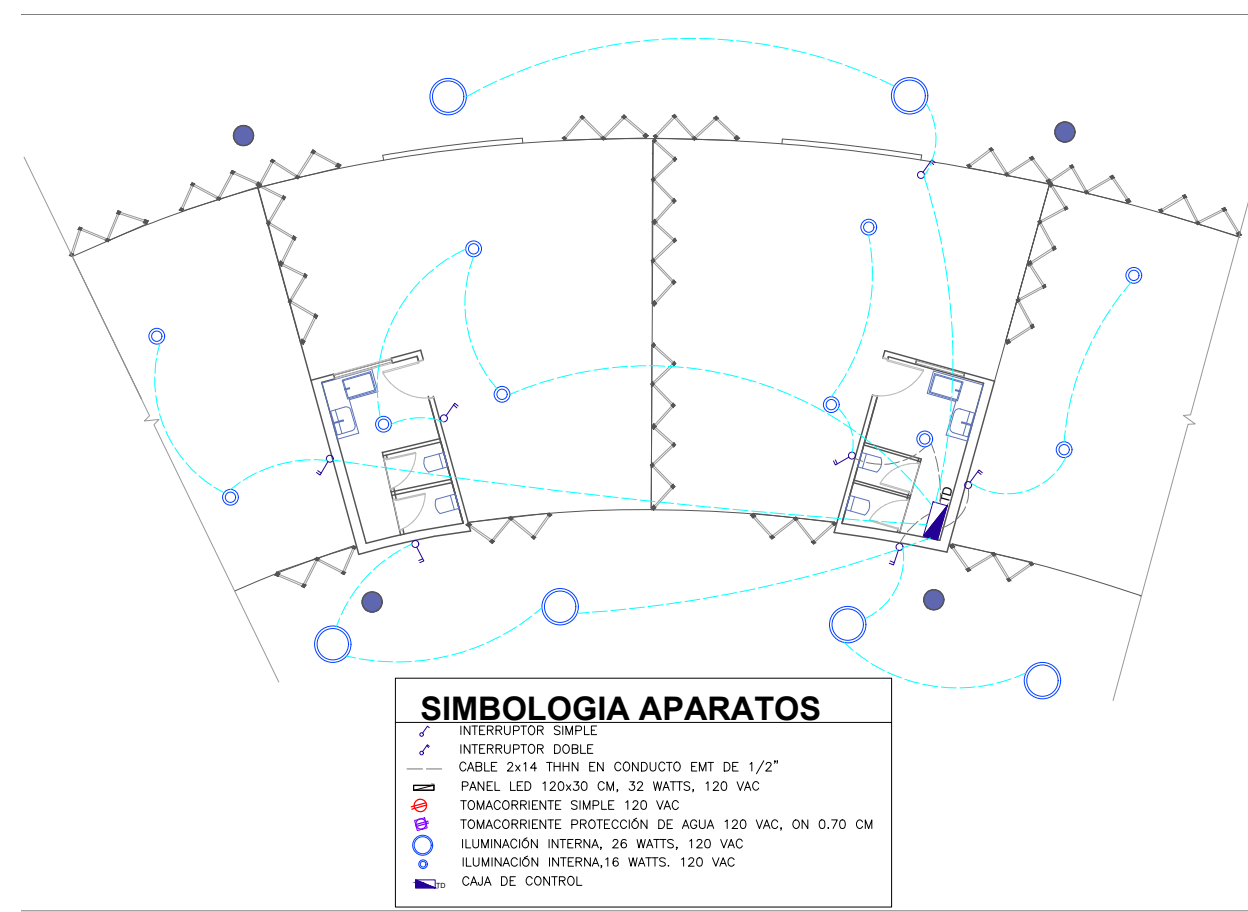 TD
SIMBOLOGIA APARATOS
INTERRUPTOR SIMPLE
INTERRUPTOR DOBLE
CABLE 2x14 THHN EN CONDUCTO EMT DE 1/2"
PANEL LED 120x30 CM, 32 WATTS, 120 VAC
TOMACORRIENTE SIMPLE 120 VAC
TOMACORRIENTE PROTECCIÓN DE AGUA 120 VAC, ON 0.70 CM
ILUMINACIÓN INTERNA, 26 WATTS, 120 VAC
ILUMINACIÓN INTERNA,16 WATTS. 120 VAC
TD CAJA DE CONTROL